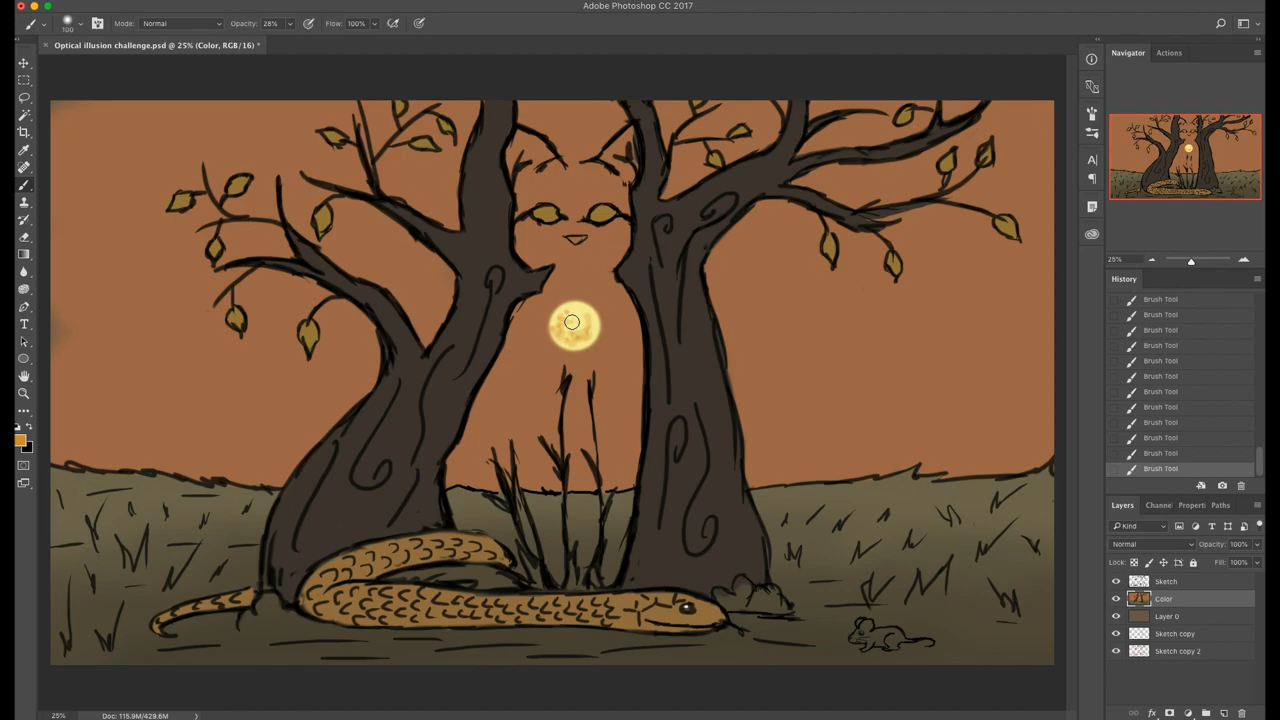 Adobe Photoshop CC 2017
100
Mode: Normal
Opacity: 28%
Flow: 100%
× Optical illusion challenge.psd @ 25% (Color, RGB/16) *
Navigator Actions
25%
History
Brush Tool
Brush Tool
Brush Tool
Brush Tool
Brush Tool
Brush Tool
Brush Tool
Brush Tool
Brush Tool
Brush Tool
Brush Tool
Brush Tool
Layers Channe Properti Paths
Kind
Normal Opacity: 100%
Lock: Fill: 100%
Sketch
Color
Layer 0
Sketch copy
Sketch copy 2
25% Doc: 115.9M/429.6M